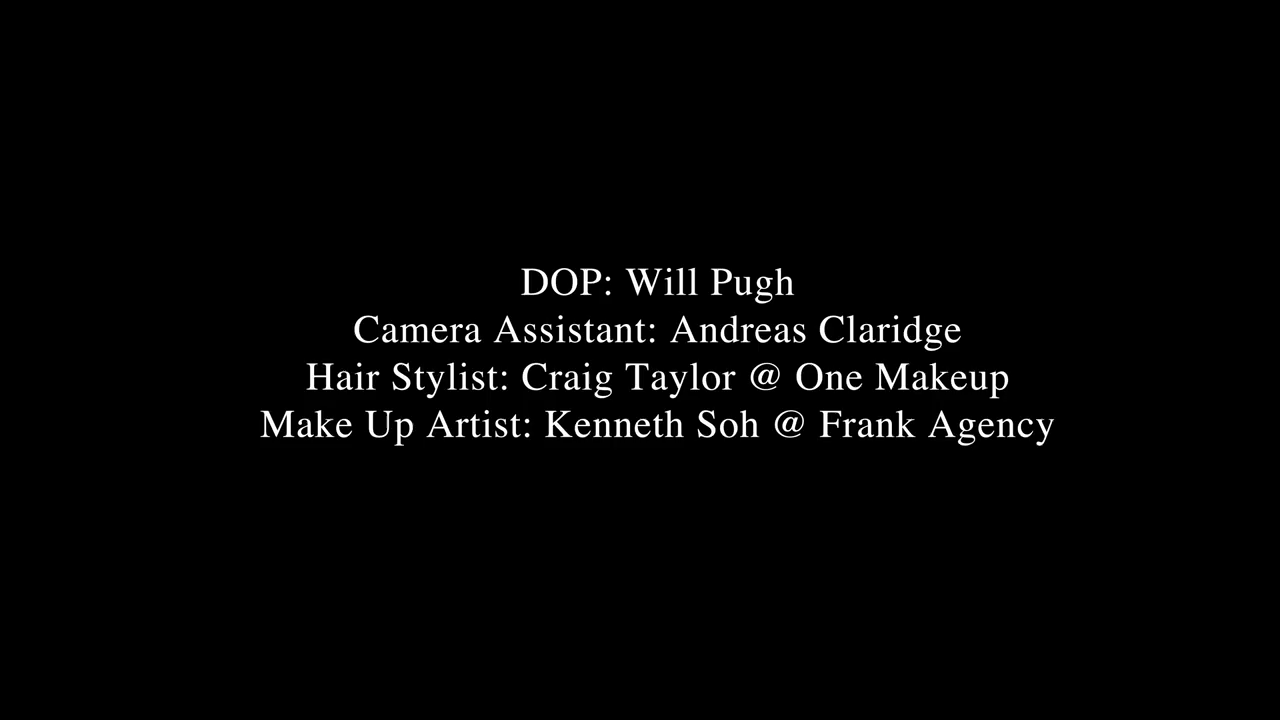 DOP: Will Pugh
Camera Assistant: Andreas Claridge
Hair Stylist: Craig Taylor @ One Makeup
Make Up Artist: Kenneth Soh @ Frank Agency